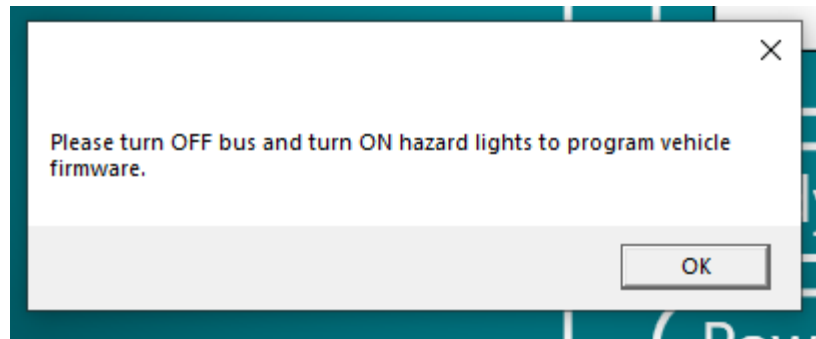 Please turn OFF bus and turn ON hazard lights to program vehicle
firmware.
OK